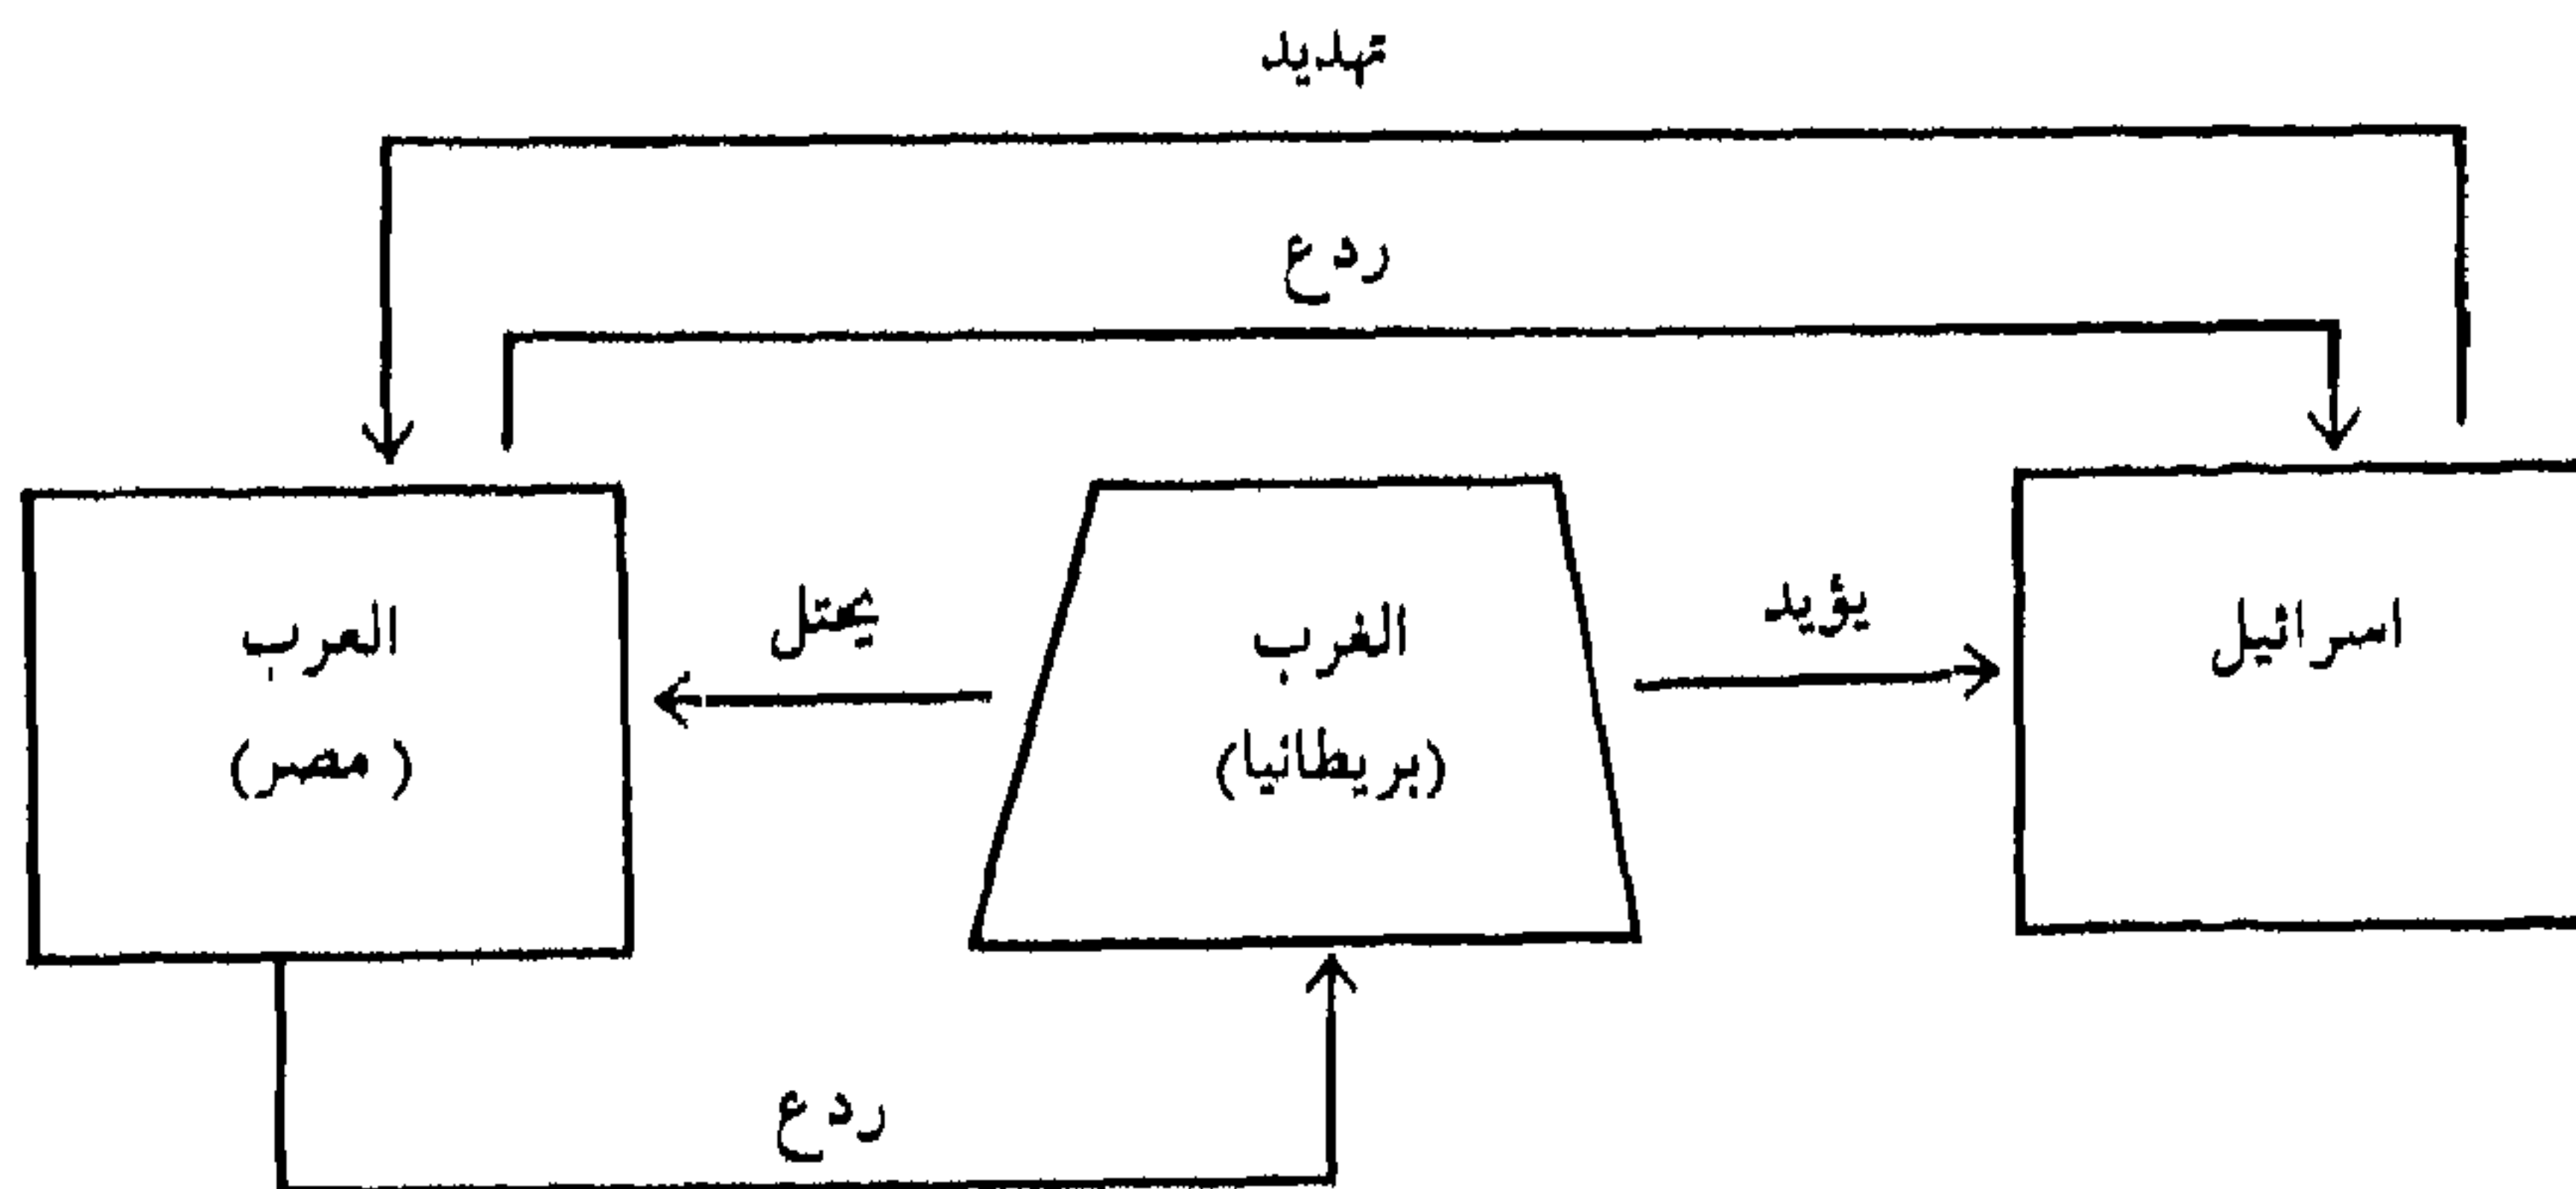 تهديد
ردع
اسرائيل
يؤيد
الغرب
(بريطانيا)
يحتل
العرب
(مصر)
ردع